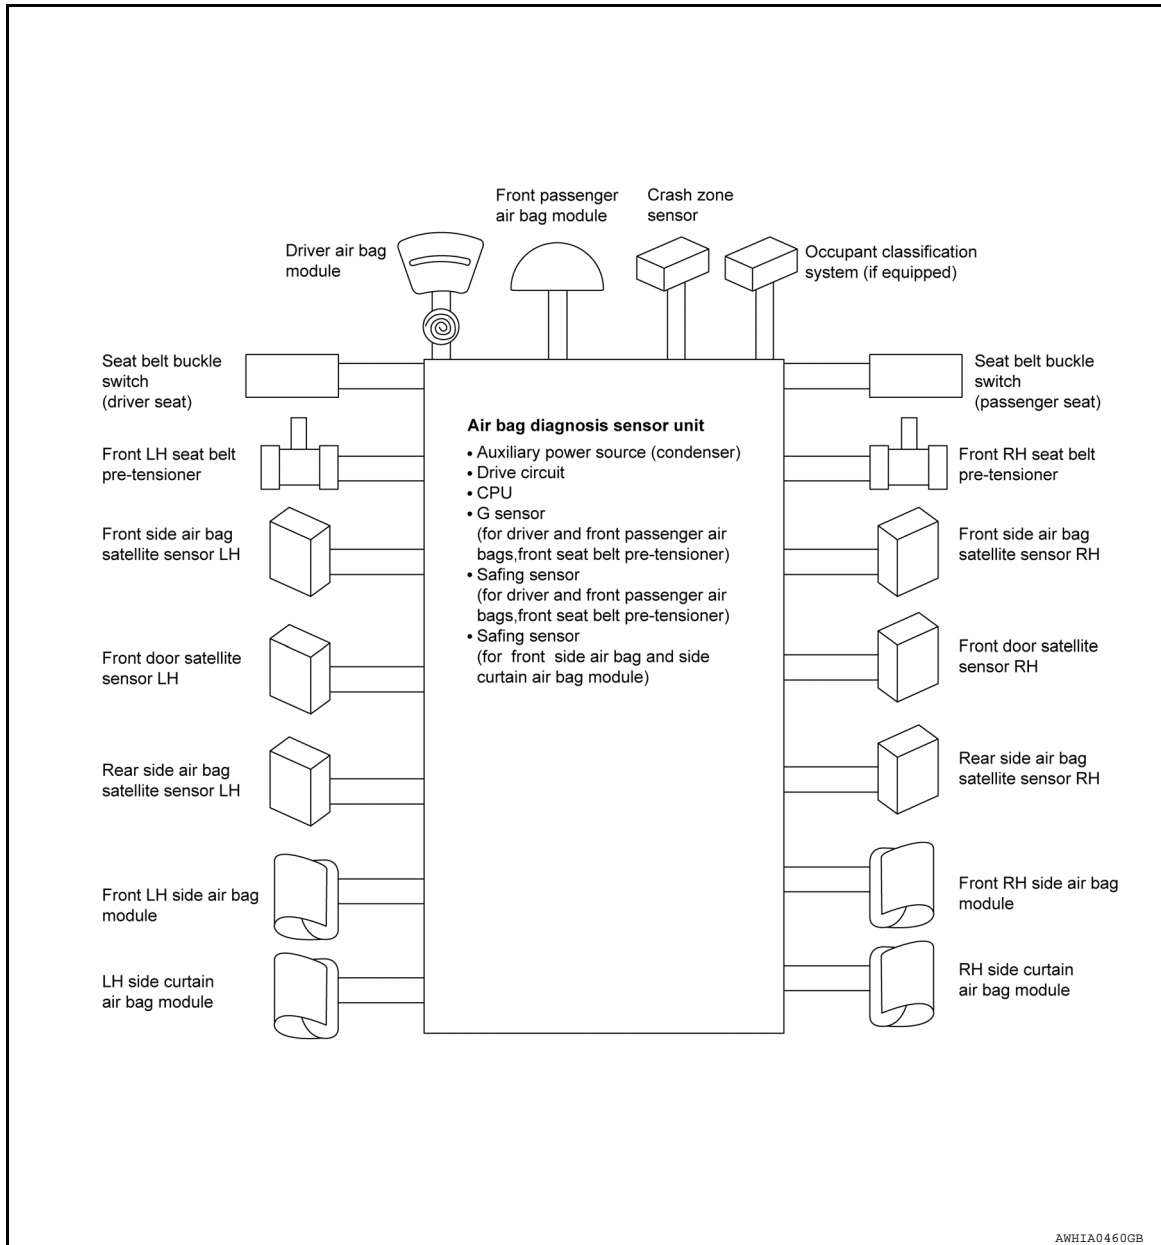 Front passenger
air bag module
Crash zone
sensor
Driver air bag
module
Occupant classification
system (if equipped)
Seat belt buckle
switch
(driver seat)
Seat belt buckle
switch
(passenger seat)
Front LH seat belt
pre-tensioner
Front RH seat belt
pre-tensioner
Front side air bag
satellite sensor LH
Front side air bag
satellite sensor RH
Front door satellite
sensor LH
Front door satellite
sensor RH
Rear side air bag
satellite sensor LH
Rear side air bag
satellite sensor RH
Front LH side air bag
module
Front RH side air bag
module
LH side curtain
air bag module
RH side curtain
air bag module
Air bag diagnosis sensor unit
• Auxiliary power source (condenser)
• Drive circuit
• CPU
• G sensor
(for driver and front passenger air
bags,front seat belt pre-tensioner)
• Safing sensor
(for driver and front passenger air
bags,front seat belt pre-tensioner)
• Safing sensor
(for front side air bag and side
curtain air bag module)
AWHIA0460GB